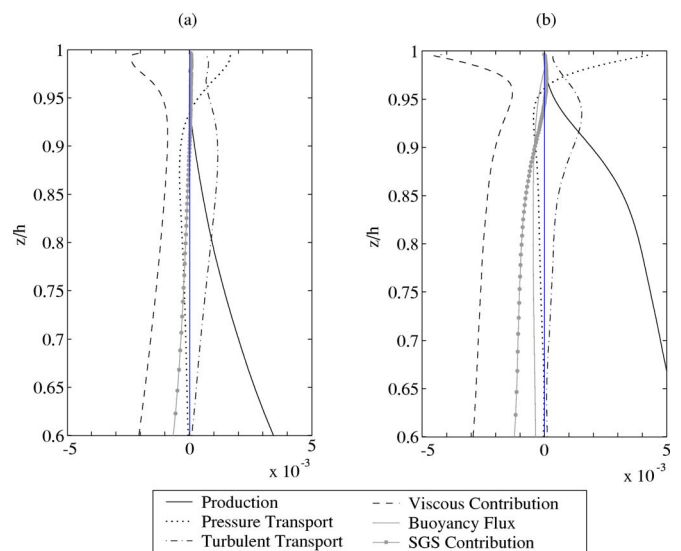 (a)
(b)
1
0.95
0.9
0.85
0.8
0.75
0.7
0.65
0.6
z/h
-5
0
5
x 10⁻³
1
0.95
0.9
0.85
0.8
0.75
0.7
0.65
0.6
z/h
-5
0
5
x 10⁻³
Production
Pressure Transport
Turbulent Transport
Viscous Contribution
Buoyancy Flux
SGS Contribution